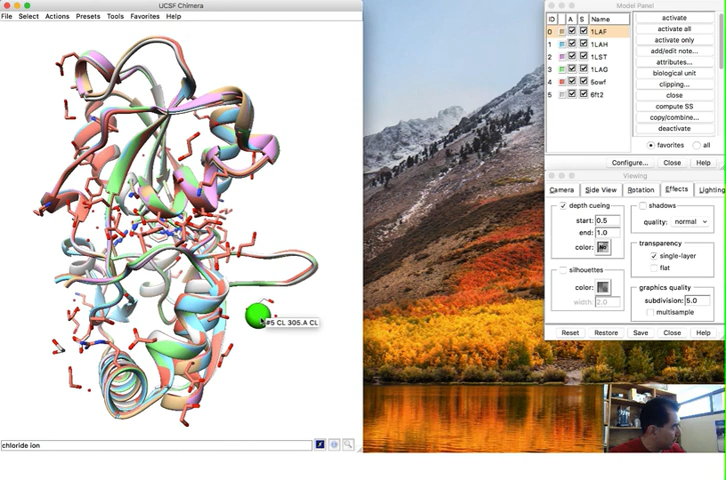 UCSF Chimera
File Select Actions Presets Tools Favorites Help
#5 CL 305.A CL
chloride ion
Model Panel
ID A S Name
0 1LAF
1 1LAH
2 1LST
3 1LAG
4 5owf
5 6ft2
activate
activate all
activate only
add/edit note...
attributes...
biological unit
clipping...
close
compute SS
copy/combine...
deactivate
favorites all
Configure... Close Help
Viewing
Camera Side View Rotation Effects Lighting
depth cueing
start: 0.5
end: 1.0
color: No
silhouettes
color:
width: 2.0
shadows
quality: normal
transparency
single-layer
flat
graphics quality
subdivision: 5.0
multisample
Reset Restore Save Close Help